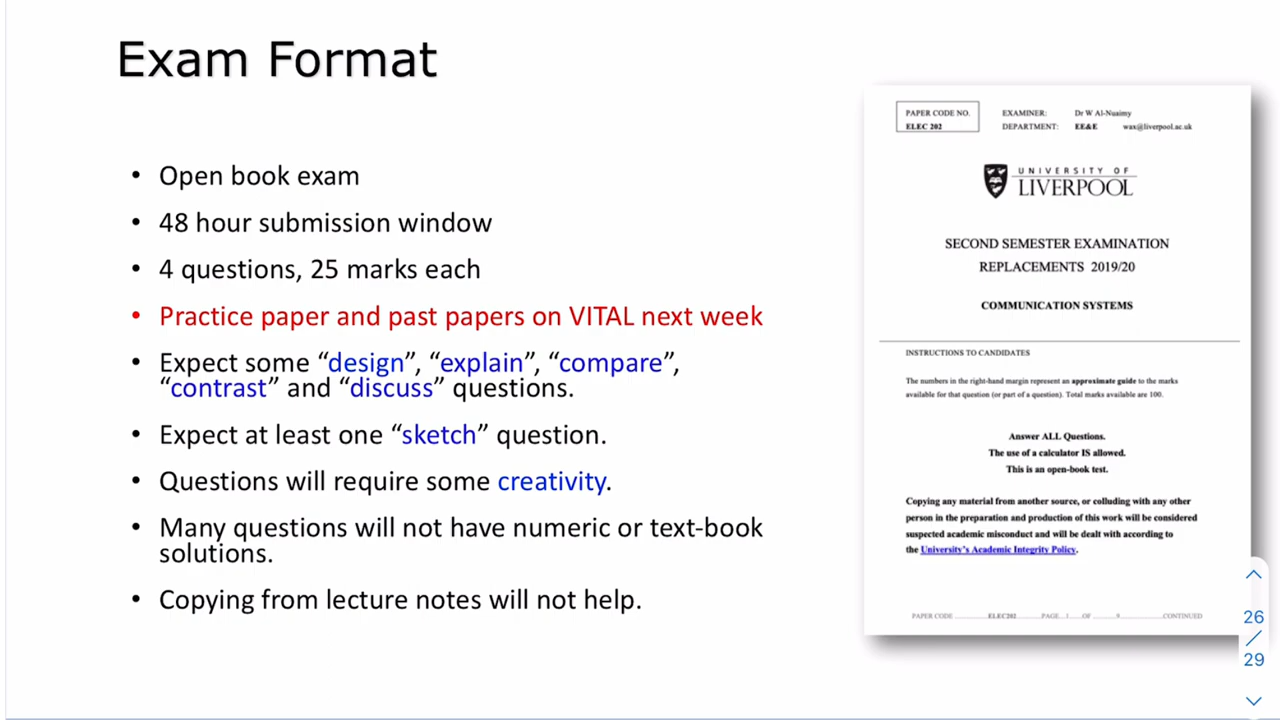 Exam Format
• Open book exam
• 48 hour submission window
• 4 questions, 25 marks each
• Practice paper and past papers on VITAL next week
• Expect some “design”, “explain”, “compare”,
“contrast” and “discuss” questions.
• Expect at least one “sketch” question.
• Questions will require some creativity.
• Many questions will not have numeric or text-book
solutions.
• Copying from lecture notes will not help.
PAPER CODE NO.
ELEC 202
EXAMINER: Dr W Al-Nuaimy
DEPARTMENT: EE&E wax@liverpool.ac.uk
UNIVERSITY OF
LIVERPOOL
SECOND SEMESTER EXAMINATION
REPLACEMENTS 2019/20
COMMUNICATION SYSTEMS
INSTRUCTIONS TO CANDIDATES
The numbers in the right-hand margin represent an approximate guide to the marks
available for that question (or part of a question). Total marks available are 100.
Answer ALL Questions.
The use of a calculator IS allowed.
This is an open-book test.
Copying any material from another source, or colluding with any other
person in the preparation and production of this work will be considered
suspected academic misconduct and will be dealt with according to
the University’s Academic Integrity Policy.
PAPER CODE ELEC202 PAGE 1 OF 9 CONTINUED
26
/
29